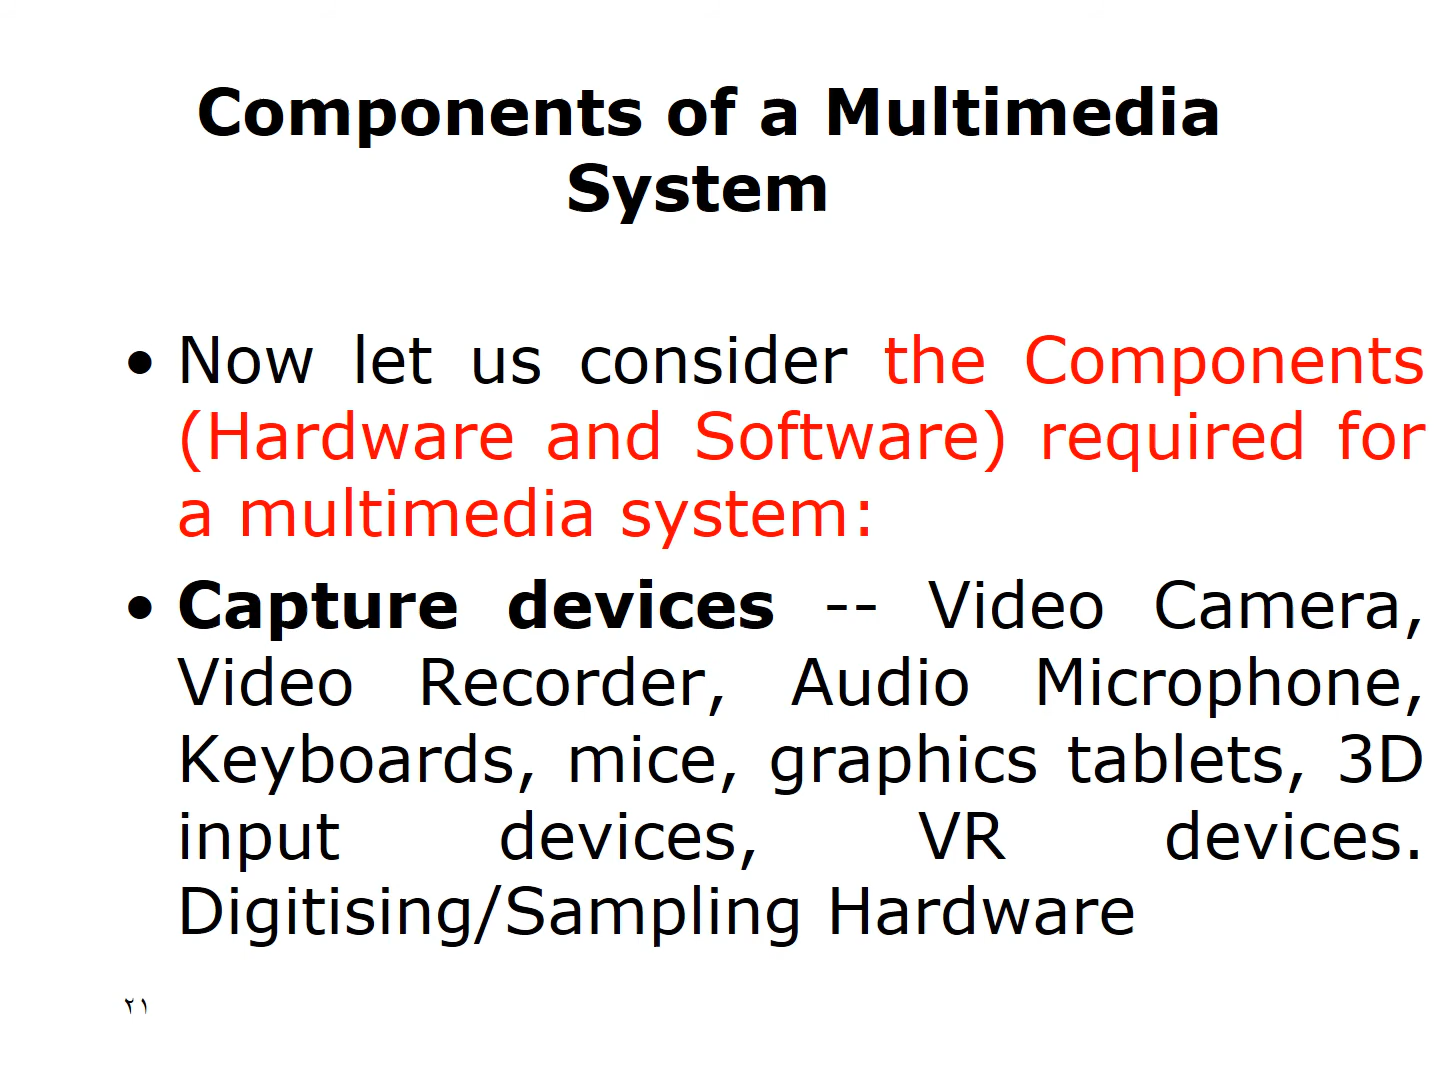 Components of a Multimedia
System
• Now let us consider the Components
(Hardware and Software) required for
a multimedia system:
• Capture devices -- Video Camera,
Video Recorder, Audio Microphone,
Keyboards, mice, graphics tablets, 3D
input devices, VR devices.
Digitising/Sampling Hardware
٢١